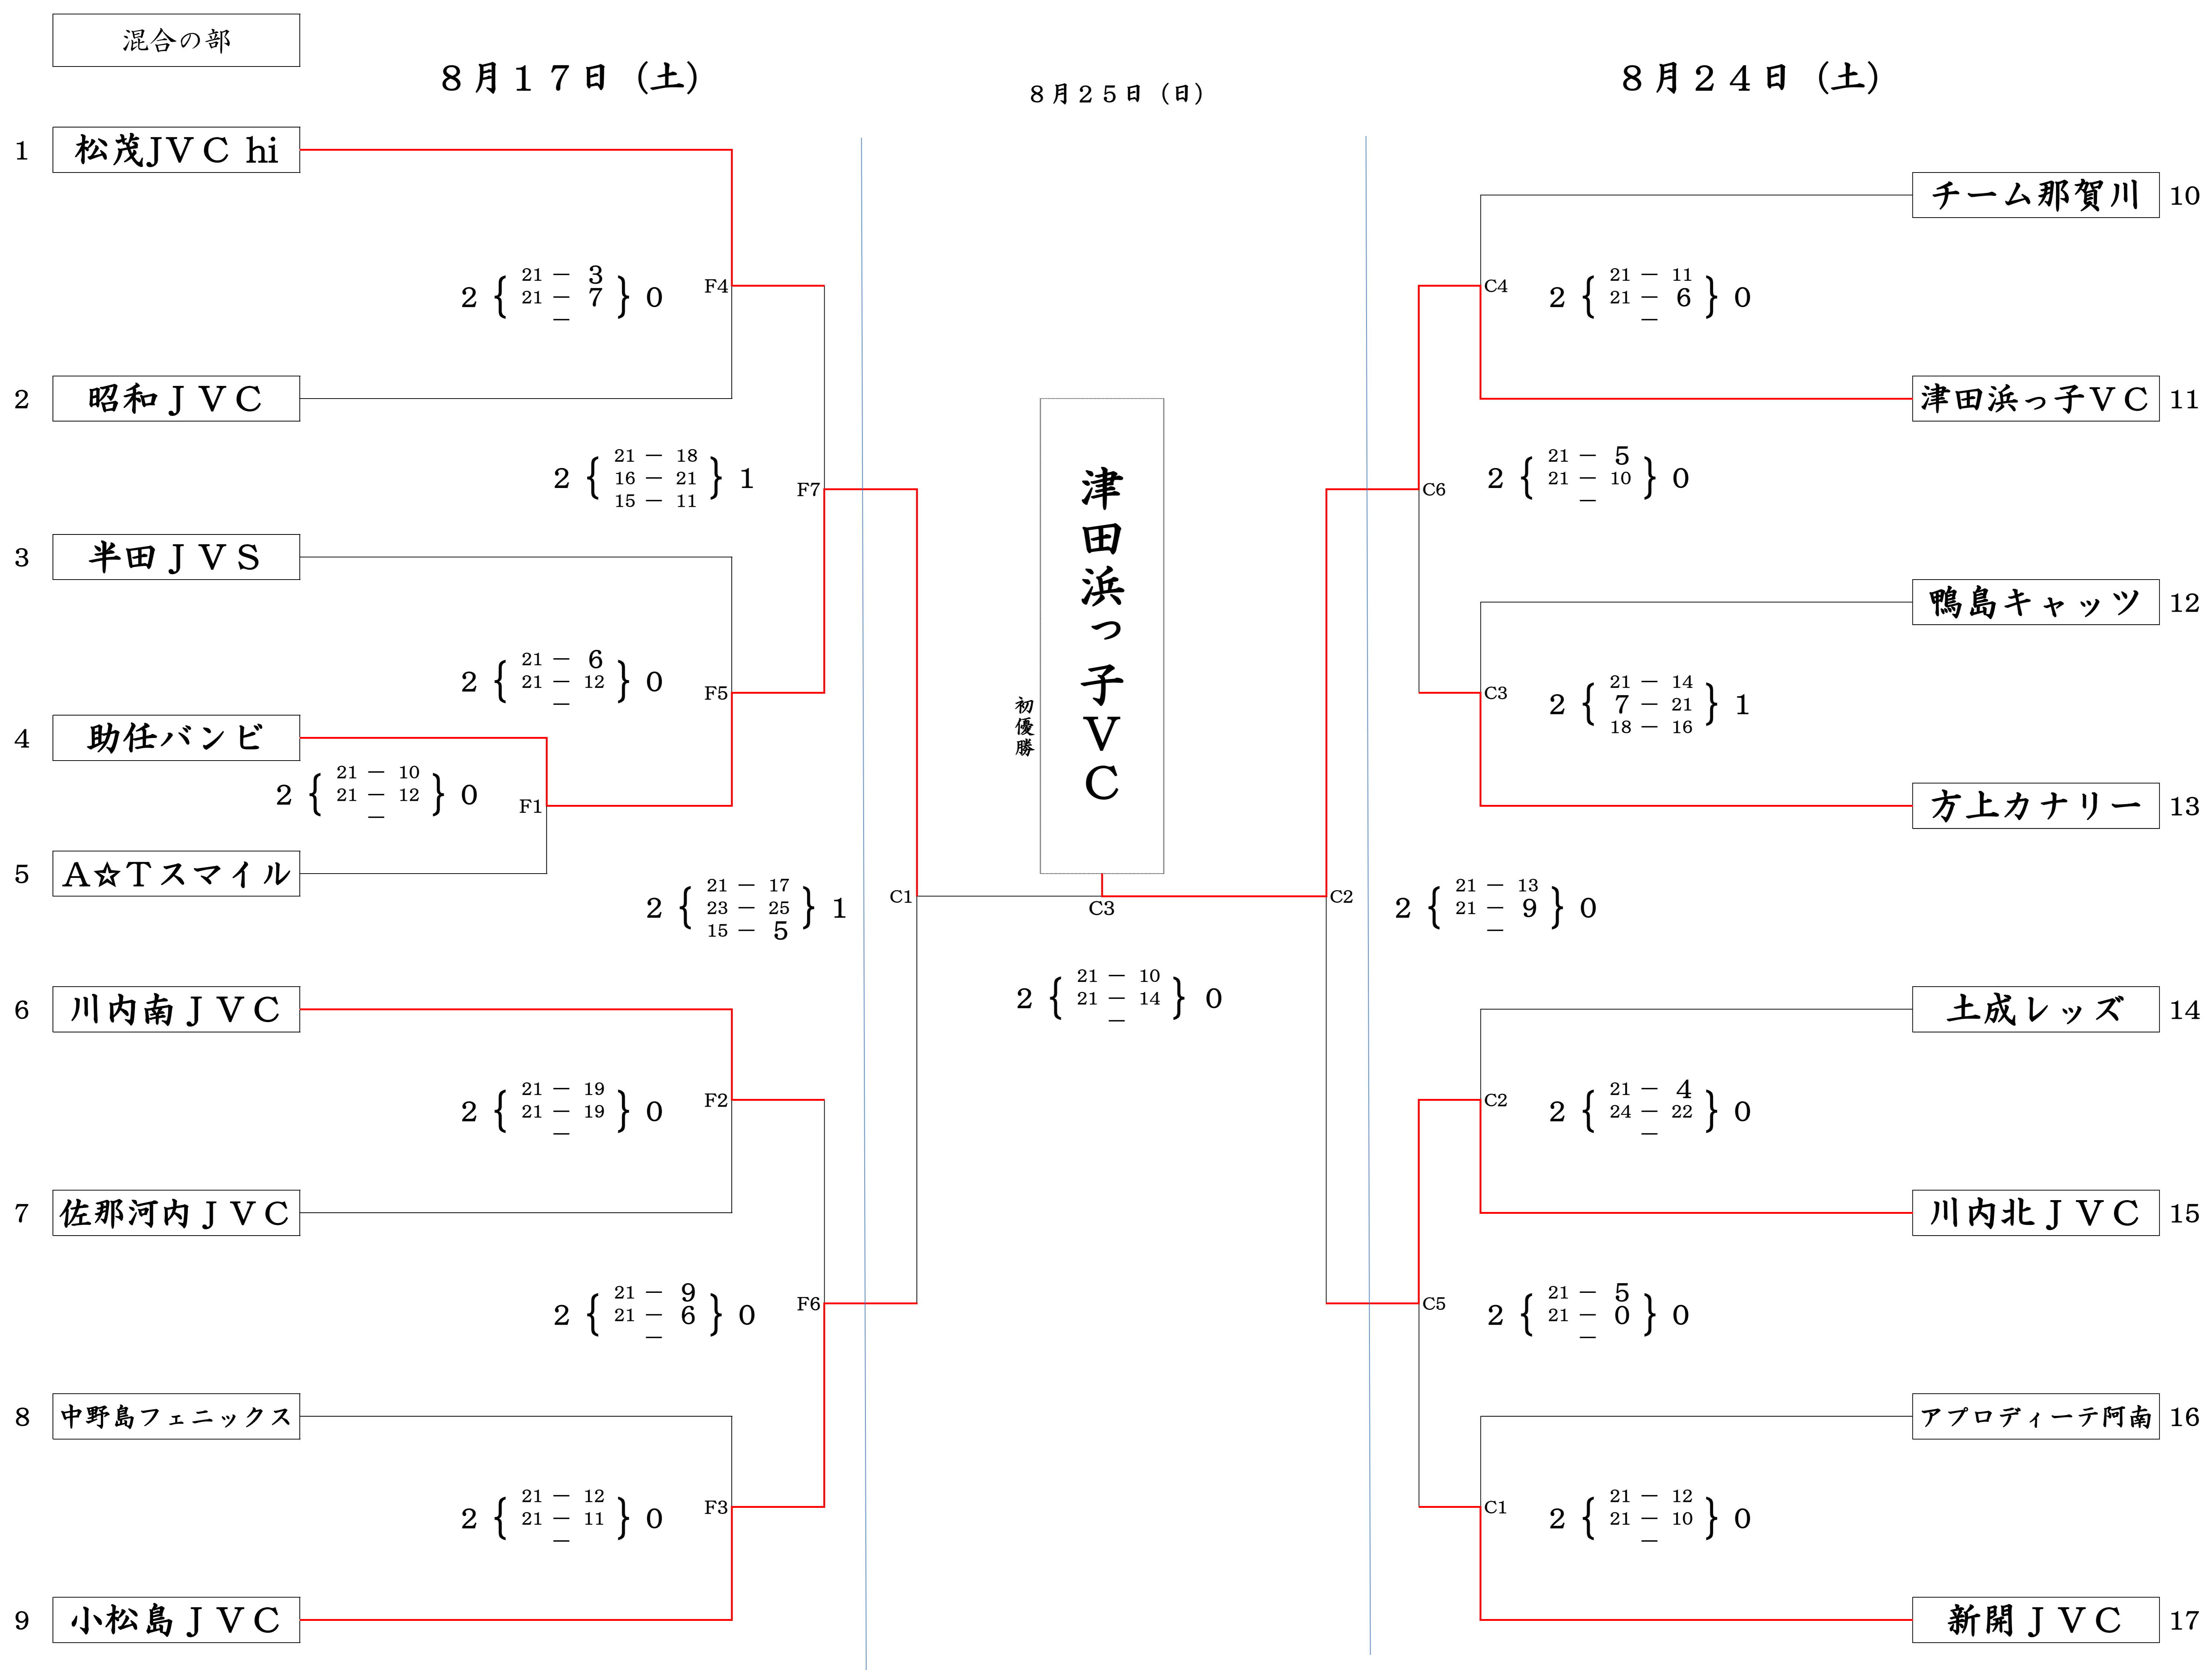 混合の部
８月１７日（土）
８月２５日（日）
８月２４日（土）
1 松茂JVC hi
チーム那賀川 10
2 { 21 － 3
21 － 7
－ } 0
F4
C4
2 { 21 － 11
21 － 6
－ } 0
2 昭和ＪＶＣ
津田浜っ子ＶＣ 11
2 { 21 － 18
16 － 21
15 － 11 } 1
F7
C6
2 { 21 － 5
21 － 10
－ } 0
津田浜っ子ＶＣ
初優勝
3 半田ＪＶＳ
鴨島キャッツ 12
2 { 21 － 6
21 － 12
－ } 0
F5
C3
2 { 21 － 14
7 － 21
18 － 16 } 1
4 助任バンビ
2 { 21 － 10
21 － 12
－ } 0
F1
方上カナリー 13
5 A☆Tスマイル
2 { 21 － 17
23 － 25
15 － 5 } 1
C1
C3
C2
2 { 21 － 13
21 － 9
－ } 0
2 { 21 － 10
21 － 14
－ } 0
6 川内南ＪＶＣ
土成レッズ 14
2 { 21 － 19
21 － 19
－ } 0
F2
C2
2 { 21 － 4
24 － 22
－ } 0
7 佐那河内ＪＶＣ
川内北ＪＶＣ 15
2 { 21 － 9
21 － 6
－ } 0
F6
C5
2 { 21 － 5
21 － 0
－ } 0
8 中野島フェニックス
アプロディーテ阿南 16
2 { 21 － 12
21 － 11
－ } 0
F3
C1
2 { 21 － 12
21 － 10
－ } 0
9 小松島ＪＶＣ
新開ＪＶＣ 17